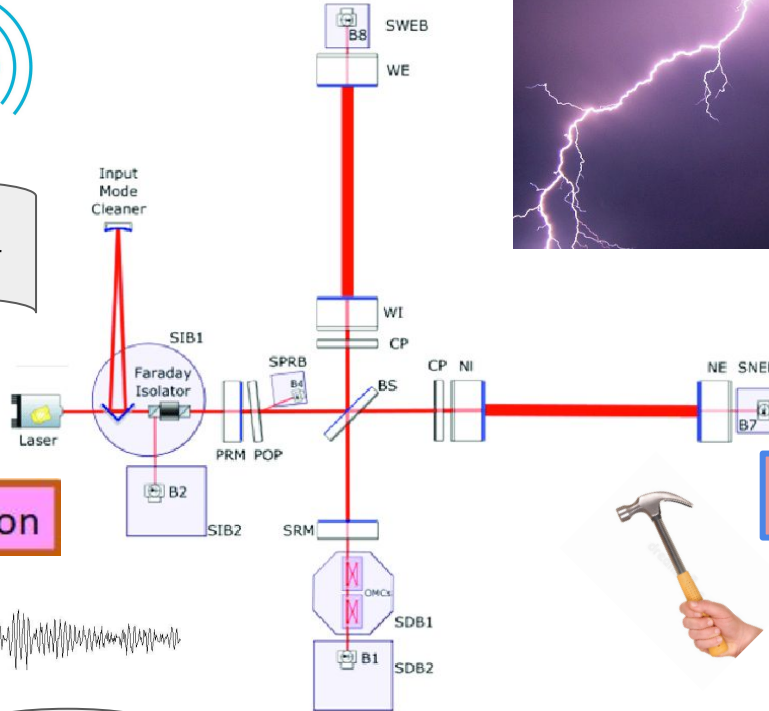 B8
SWEB
WE
Input
Mode
Cleaner
WI
CP
SIB1
SPRB
B4
Faraday
Isolator
BS
CP
NI
NE
SNEB
B7
Laser
PRM
POP
B2
SIB2
on
SRM
OMCs
SDB1
B1
SDB2